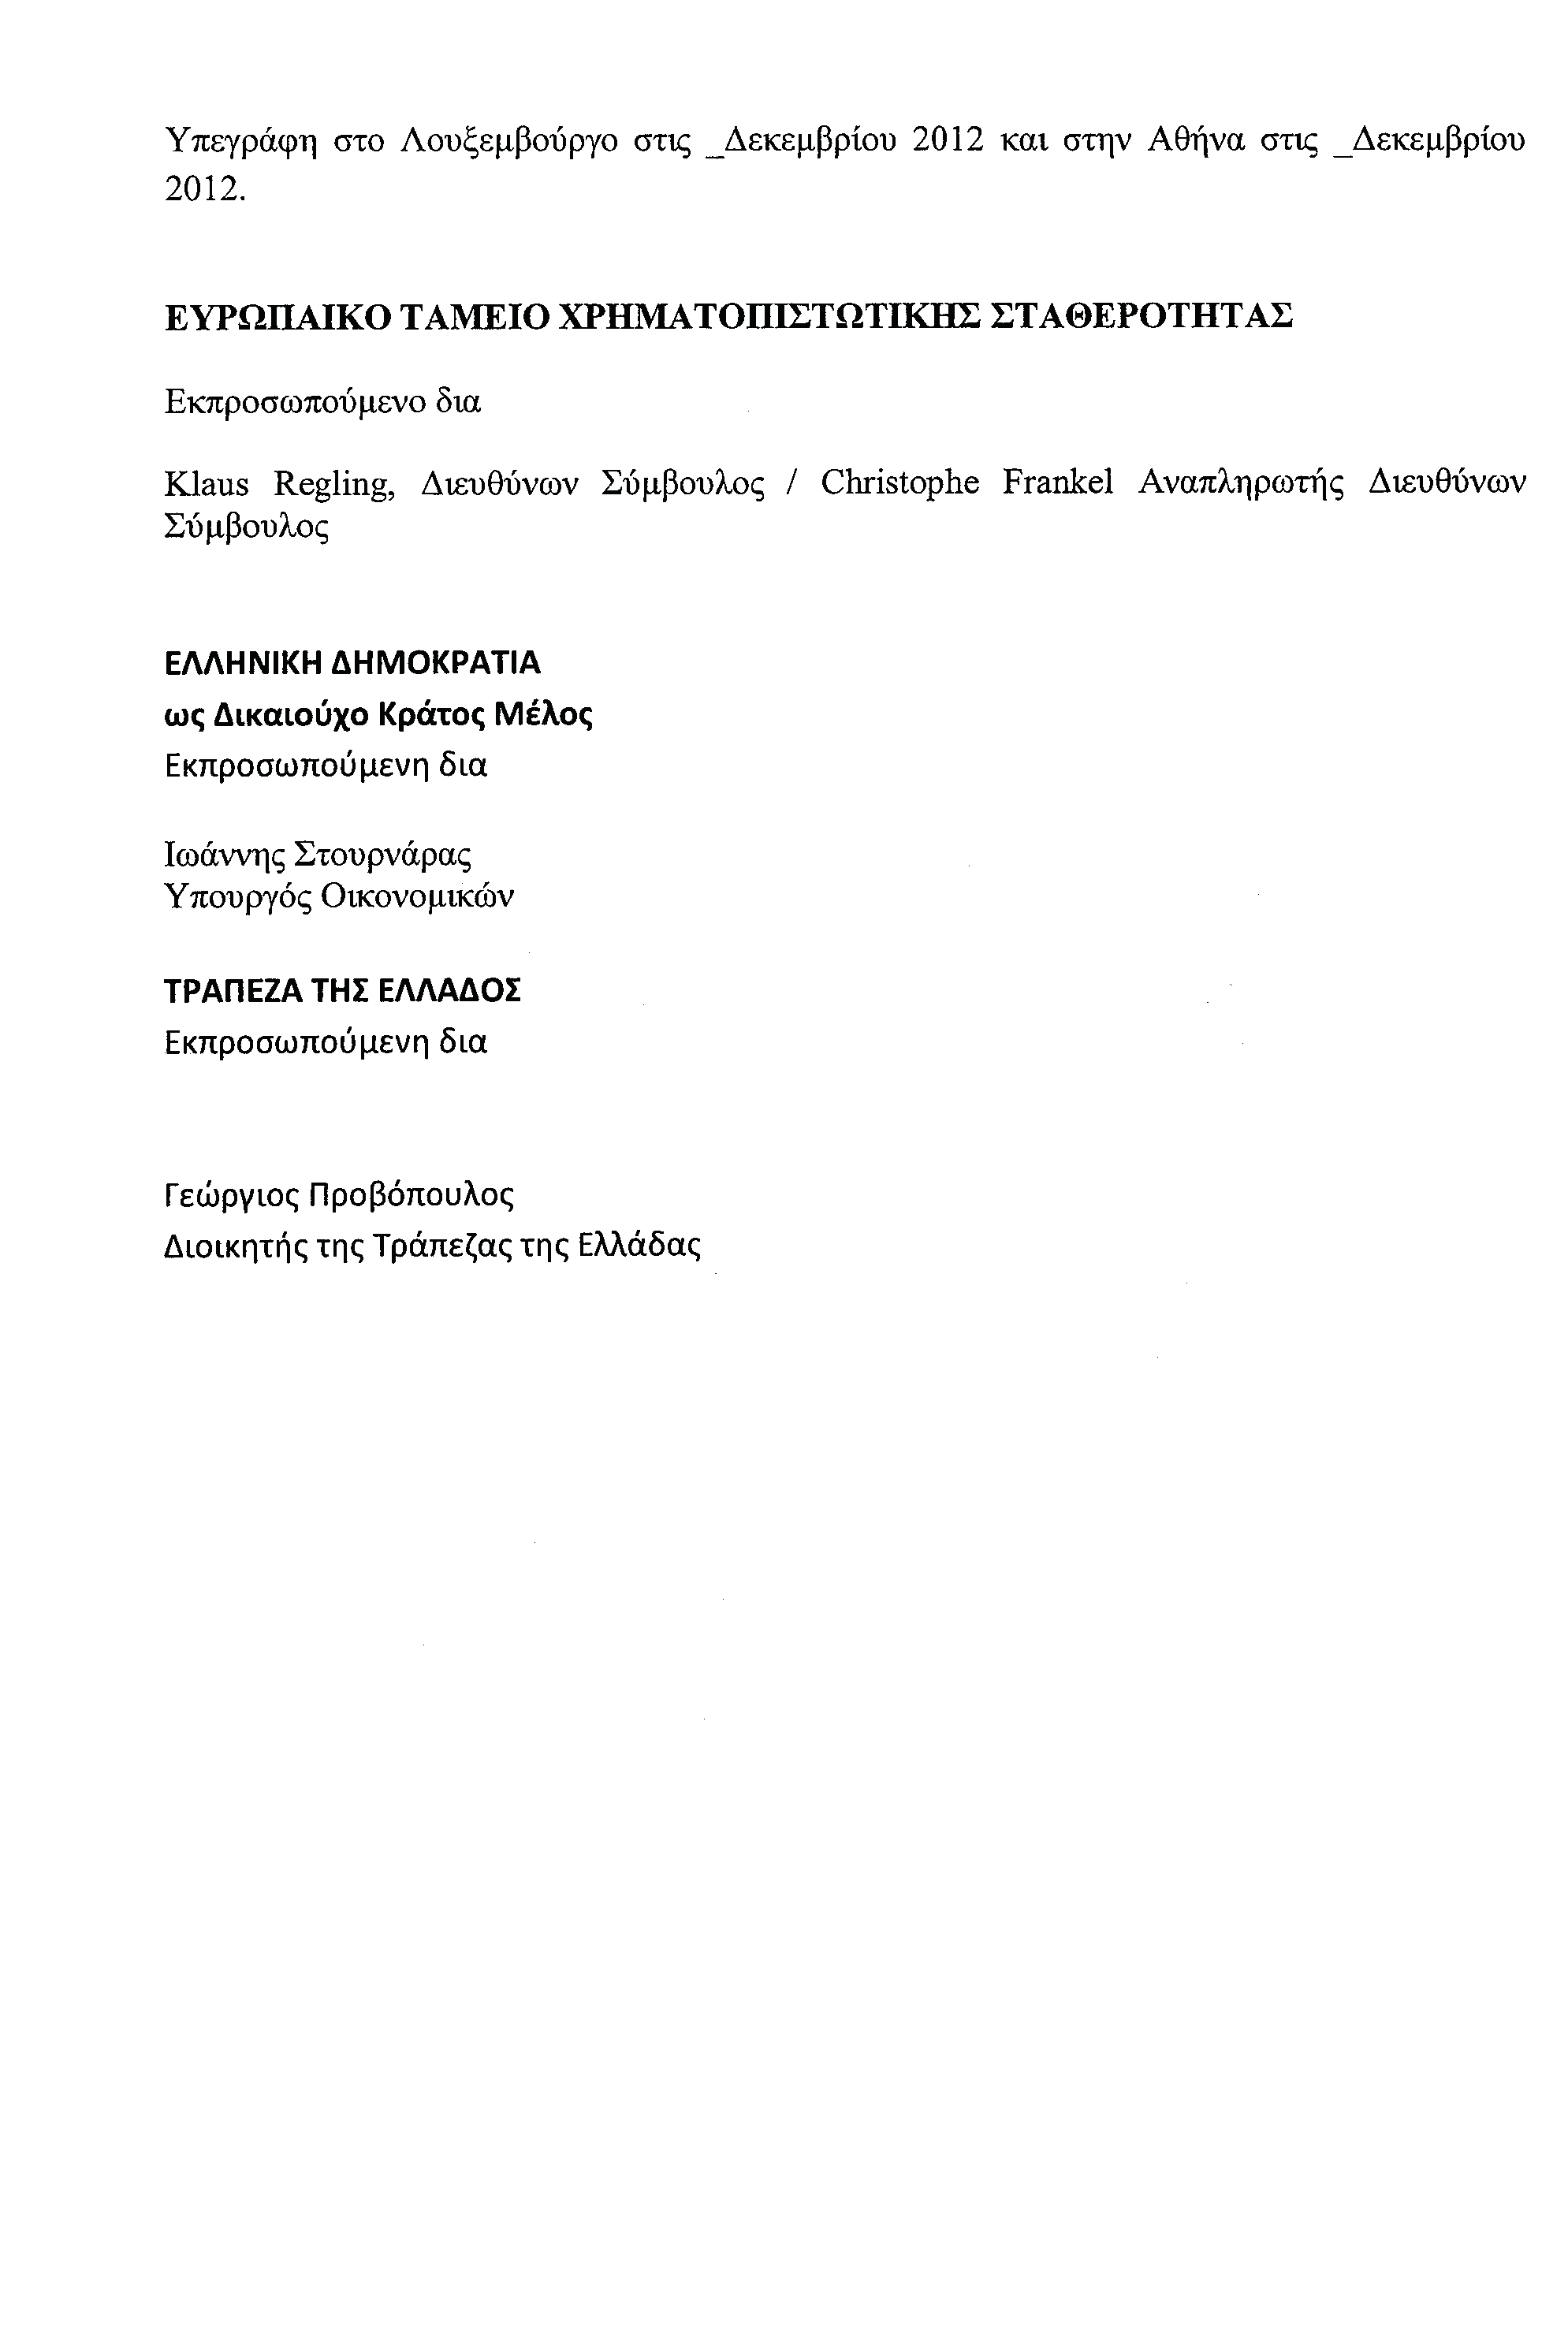 Υπεγράφη στο Λουξεμβούργο στις _Δεκεμβρίου 2012 και στην Αθήνα στις _Δεκεμβρίου
2012.
ΕΥΡΩΠΑΙΚΟ ΤΑΜΕΙΟ ΧΡΗΜΑΤΟΠΙΣΤΩΤΙΚΗΣ ΣΤΑΘΕΡΟΤΗΤΑΣ
Εκπροσωπούμενο δια
Klaus Regling, Διευθύνων Σύμβουλος / Christophe Frankel Αναπληρωτής Διευθύνων
Σύμβουλος
ΕΛΛΗΝΙΚΗ ΔΗΜΟΚΡΑΤΙΑ
ως Δικαιούχο Κράτος Μέλος
Εκπροσωπούμενη δια
Ιωάννης Στουρνάρας
Υπουργός Οικονομικών
ΤΡΑΠΕΖΑ ΤΗΣ ΕΛΛΑΔΟΣ
Εκπροσωπούμενη δια
Γεώργιος Προβόπουλος
Διοικητής της Τράπεζας της Ελλάδας